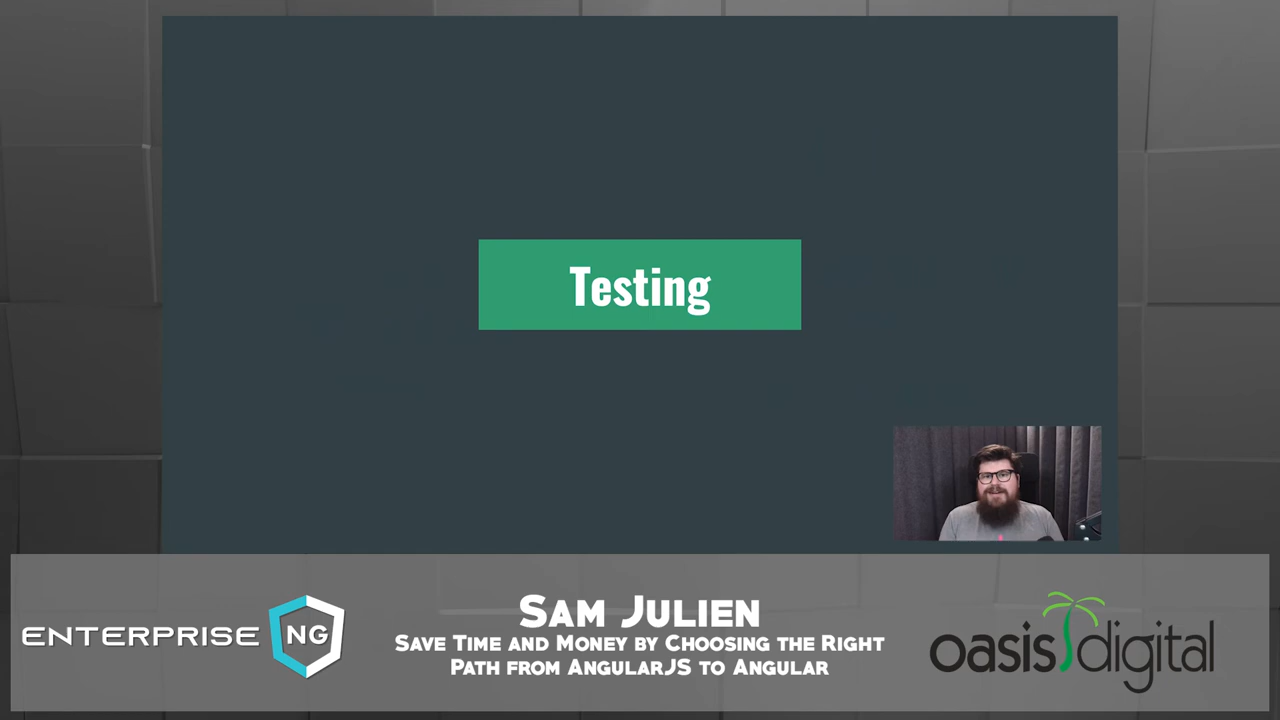 Testing
ENTERPRISE NG
SAM JULIEN
SAVE TIME AND MONEY BY CHOOSING THE RIGHT
PATH FROM ANGULARJS TO ANGULAR
oasis digital